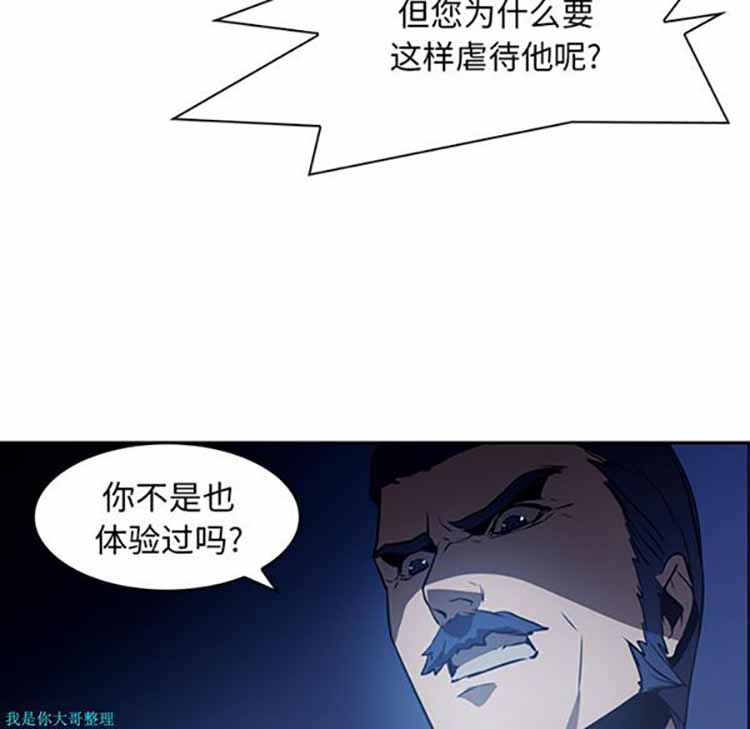 但您为什么要
这样虐待他呢?
你不是也
体验过吗?
我是你大哥整理